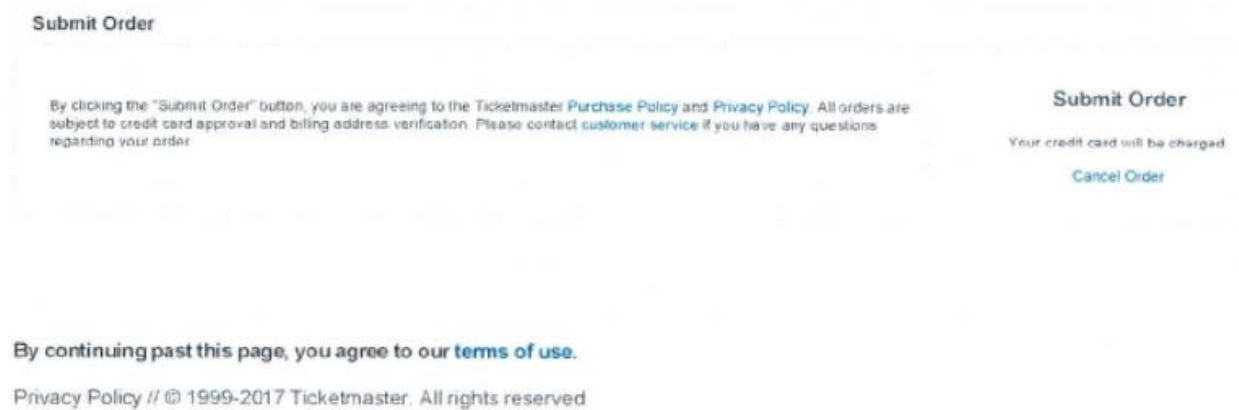 Submit Order
By clicking the "Submit Order" button, you are agreeing to the Ticketmaster Purchase Policy and Privacy Policy. All orders are
subject to credit card approval and billing address verification. Please contact customer service if you have any questions
regarding your order
Submit Order
Your credit card will be charged
Cancel Order
By continuing past this page, you agree to our terms of use.
Privacy Policy // © 1999-2017 Ticketmaster. All rights reserved